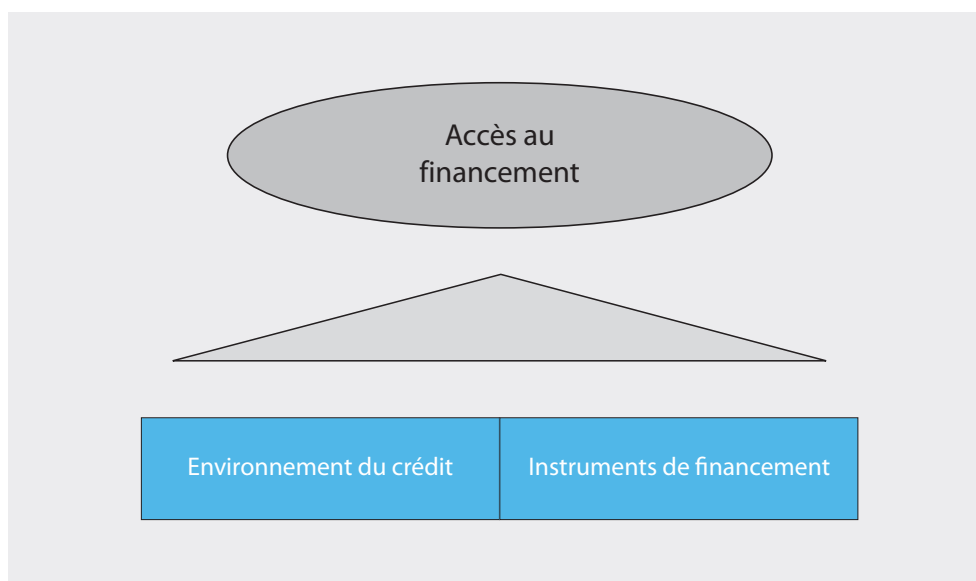 Accès au
financement
Environnement du crédit
Instruments de financement